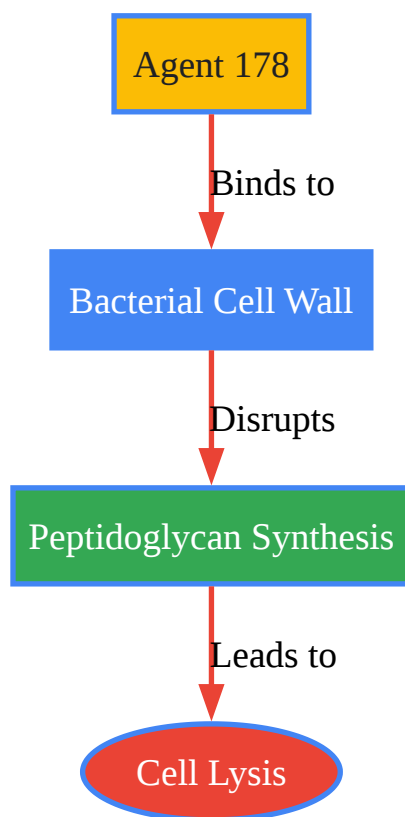 Agent 178
Binds to
Bacterial Cell Wall
Disrupts
Peptidoglycan Synthesis
Leads to
Cell Lysis